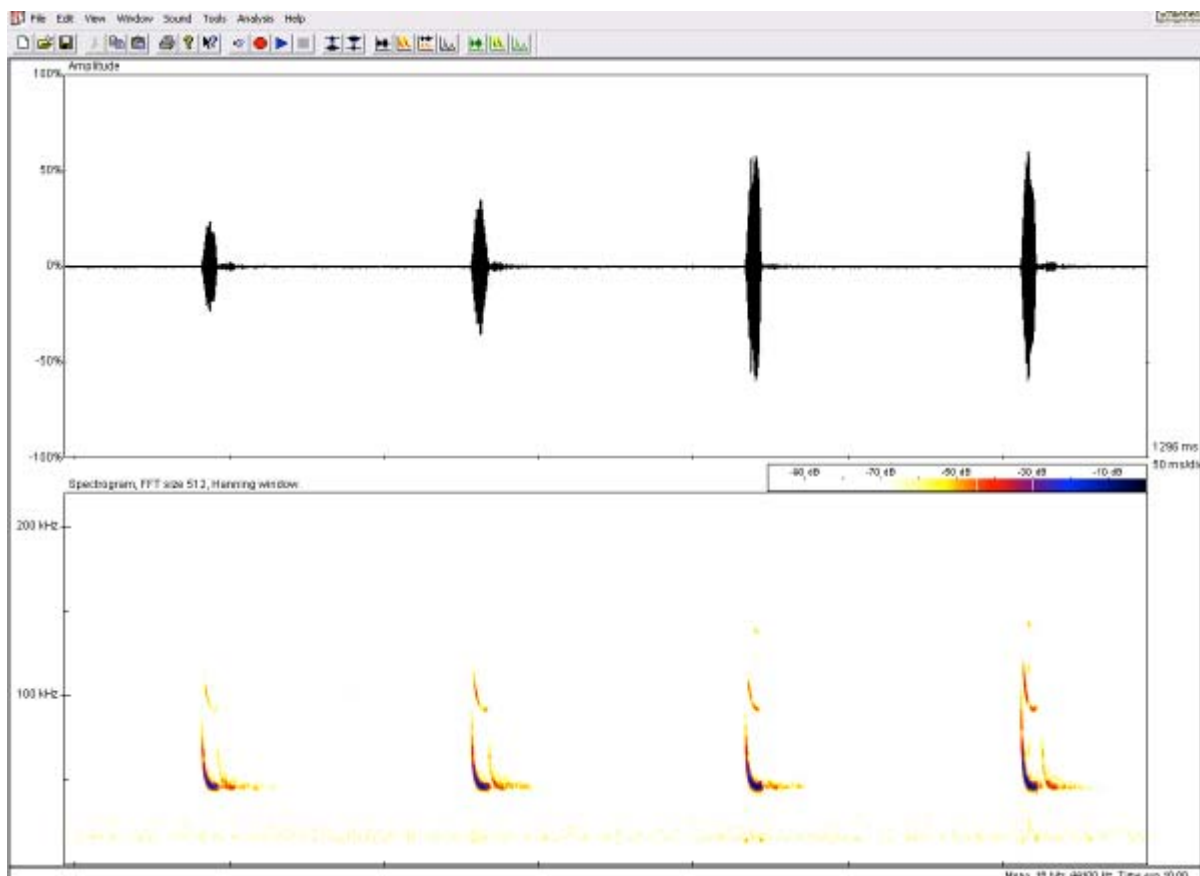 File Edit View Window Sound Tools Analysis Help
Amplitude
100%
50%
0%
-50%
-100%
1296 ms
50 ms/di
Spectrogram, FFT size 512, Hanning window
-90 dB -70 dB -50 dB -30 dB -10 dB
200 kHz
100 kHz